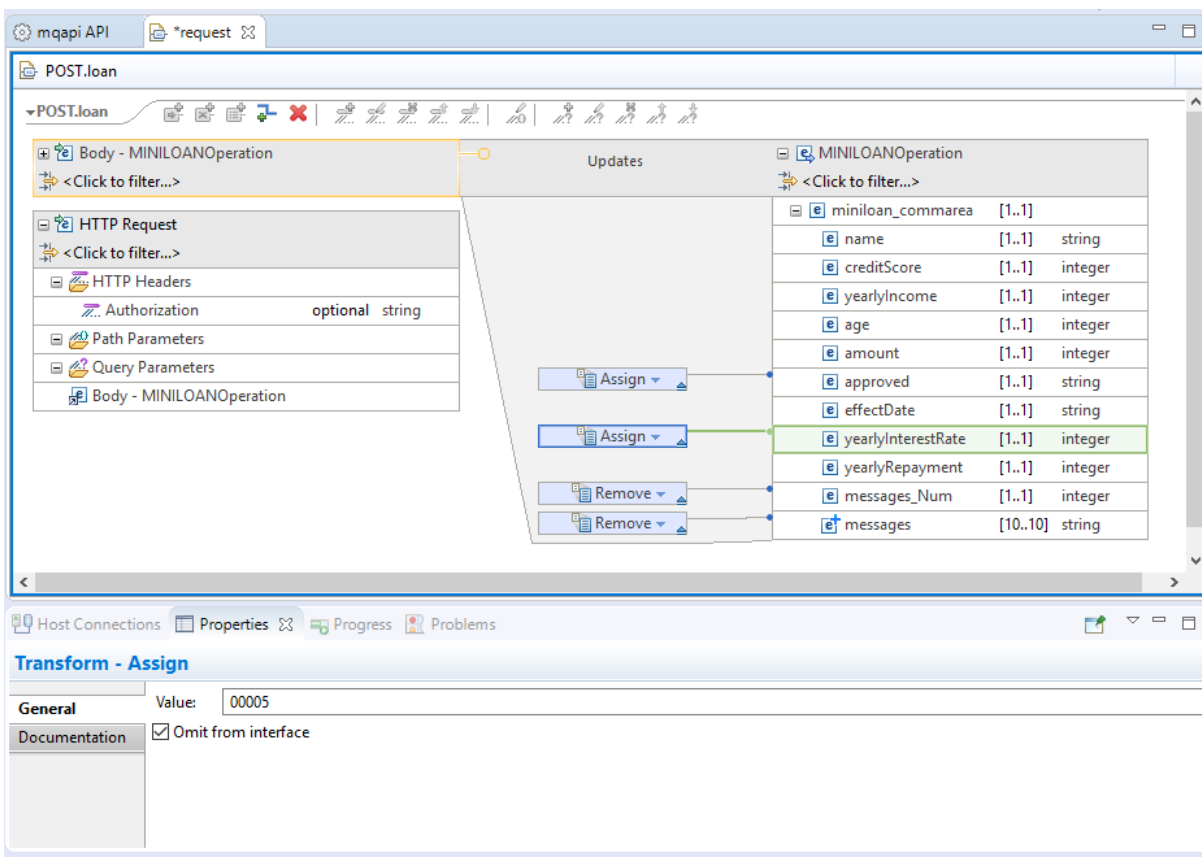 mqapi API *request
POST.loan
POST.loan
Body - MINILOANOperation Updates MINILOANOperation
<Click to filter...> <Click to filter...>
miniloan_commarea [1..1]
HTTP Request
name [1..1] string
<Click to filter...>
creditScore [1..1] integer
HTTP Headers
yearlyIncome [1..1] integer
Authorization optional string
age [1..1] integer
Path Parameters
amount [1..1] integer
Query Parameters
Assign approved [1..1] string
Body - MINILOANOperation
effectDate [1..1] string
Assign yearlyInterestRate [1..1] integer
yearlyRepayment [1..1] integer
Remove messages_Num [1..1] integer
Remove messages [10..10] string
Host Connections Properties Progress Problems
Transform - Assign
General Value: 00005
Documentation Omit from interface